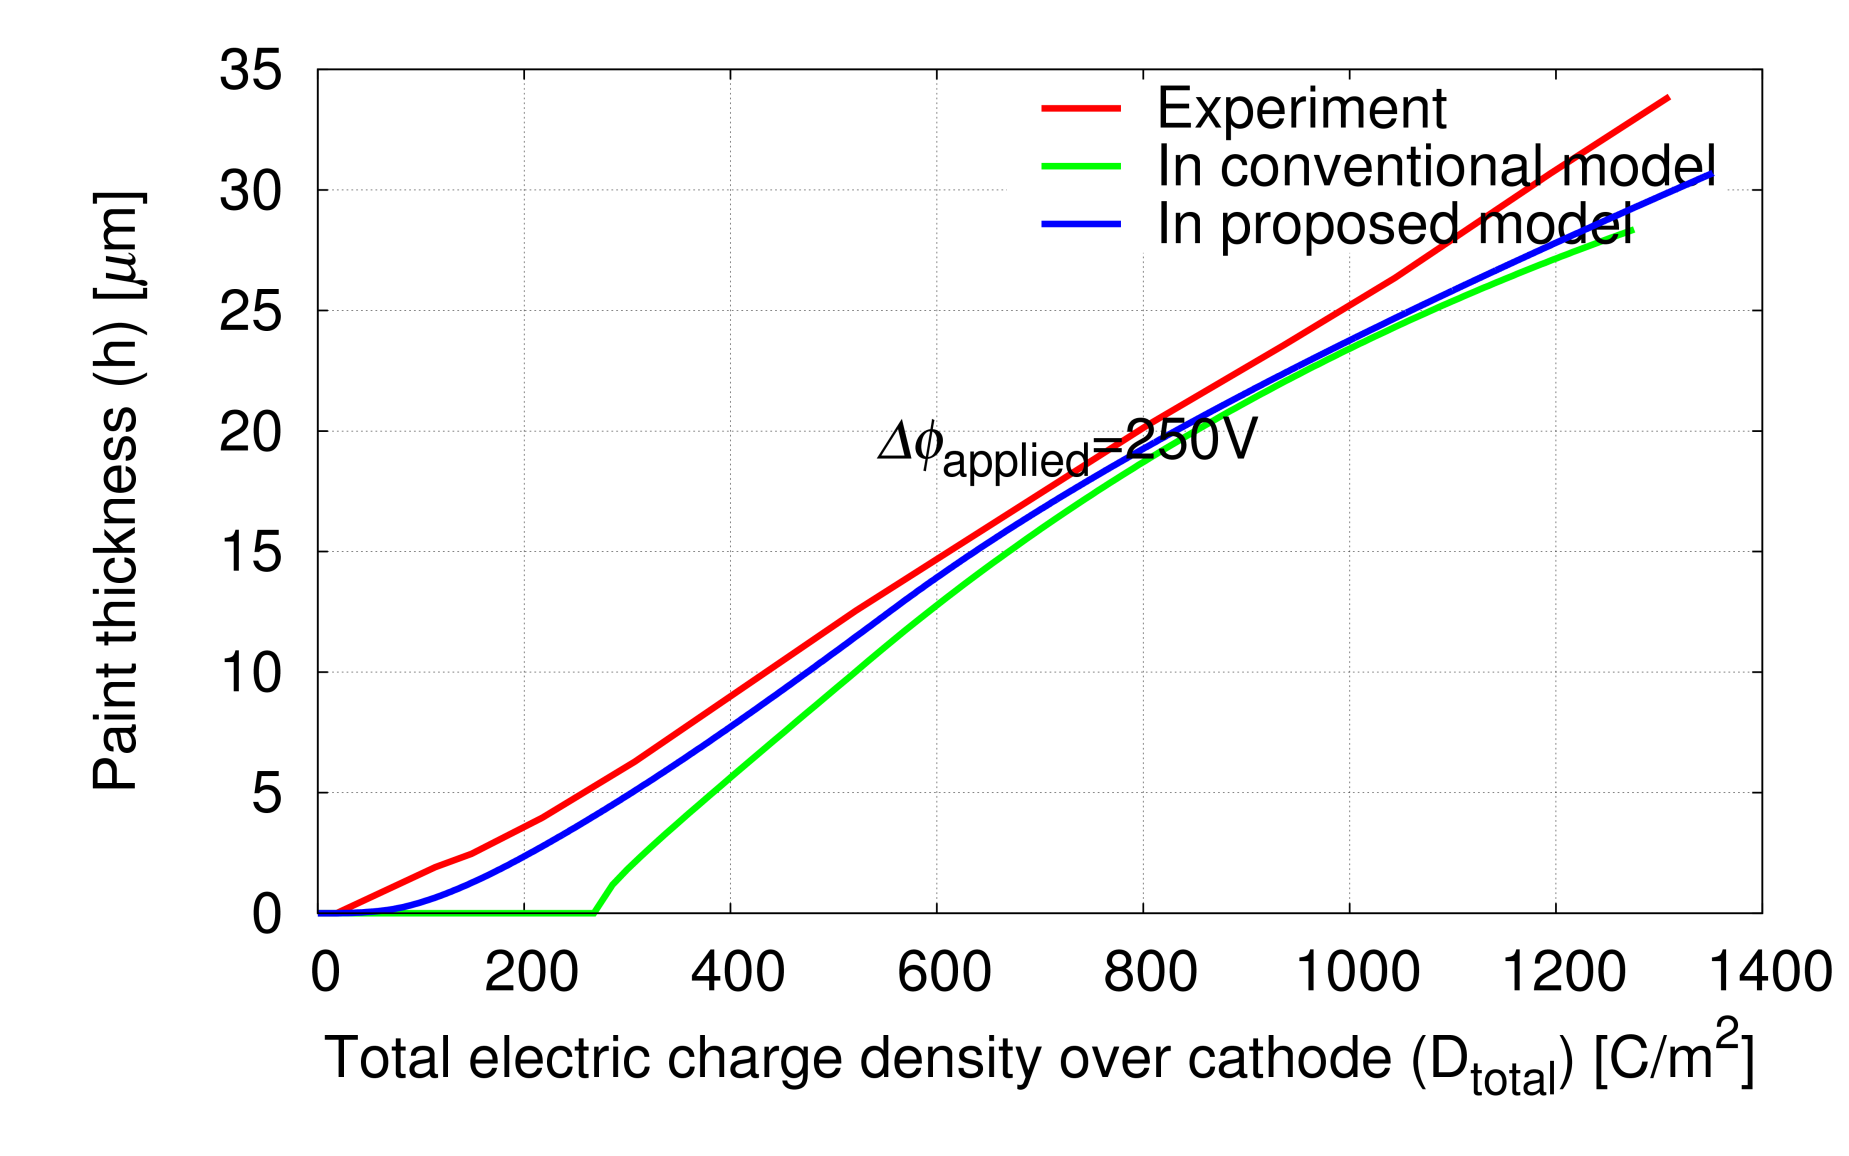 35
30
25
20
15
10
5
0
Paint thickness (h) [μm]
Experiment
In conventional model
In proposed model
Δϕapplied=250V
0 200 400 600 800 1000 1200 1400
Total electric charge density over cathode (Dtotal) [C/m2]